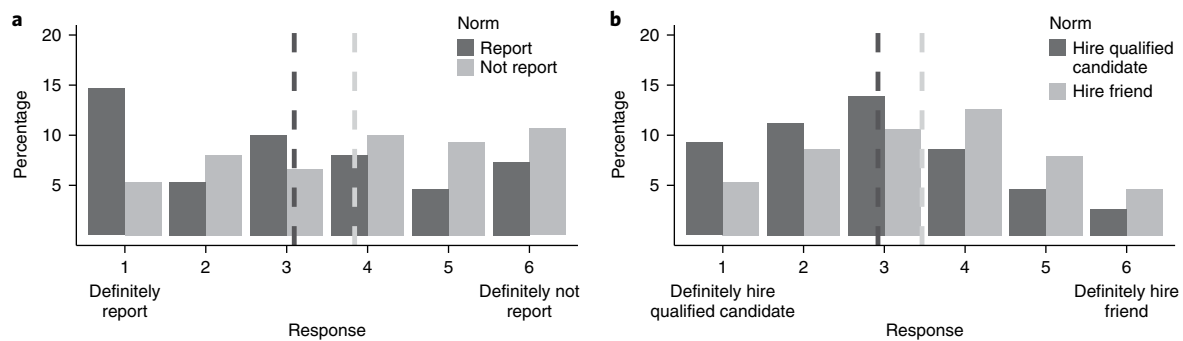 a
Norm
Report
Not report
Percentage
20
15
10
5
1
2
3
4
5
6
Definitely
report
Definitely not
report
Response
b
Norm
Hire qualified
candidate
Hire friend
Percentage
20
15
10
5
1
2
3
4
5
6
Definitely hire
qualified candidate
Definitely hire
friend
Response